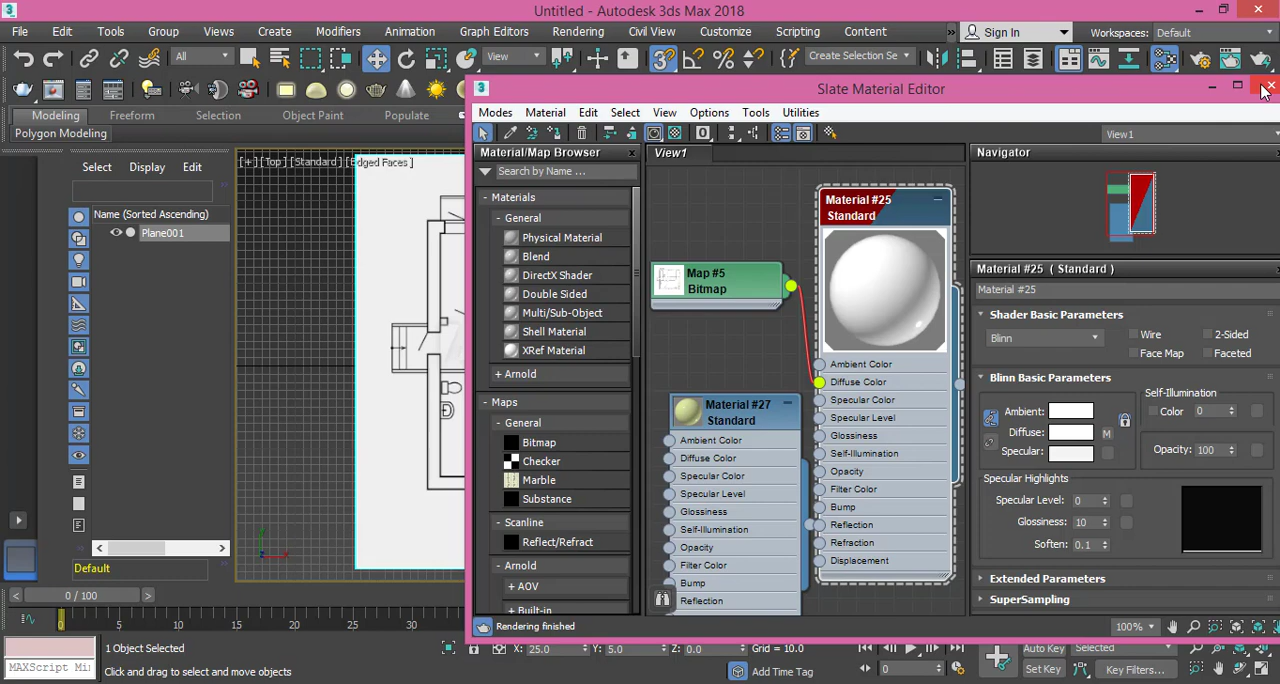 Untitled - Autodesk 3ds Max 2018
File Edit Tools Group Views Create Modifiers Animation Graph Editors Rendering Civil View Customize Scripting Content Sign In Workspaces: Default
All View Create Selection Se
Modeling Freeform Selection Object Paint Populate
Polygon Modeling
Slate Material Editor
Modes Material Edit Select View Options Tools Utilities
View1
Select Display Edit
[+] [Top] [Standard] [Edged Faces ]
Material/Map Browser
View1
Navigator
Search by Name ...
Name (Sorted Ascending)
Plane001
- Materials
- General
Physical Material
Blend
DirectX Shader
Double Sided
Multi/Sub-Object
Shell Material
XRef Material
+ Arnold
- Maps
- General
Bitmap
Checker
Marble
Substance
Scanline
Reflect/Refract
Arnold
+ AOV
+ Built-in
Map #5
Bitmap
Material #25
Standard
Ambient Color
Diffuse Color
Specular Color
Specular Level
Glossiness
Self-Illumination
Opacity
Filter Color
Bump
Reflection
Refraction
Displacement
Material #27
Standard
Ambient Color
Diffuse Color
Specular Color
Specular Level
Glossiness
Self-Illumination
Opacity
Filter Color
Bump
Reflection
Material #25 ( Standard )
Material #25
Shader Basic Parameters
Blinn Wire 2-Sided
Face Map Faceted
Blinn Basic Parameters
Self-Illumination
Ambient: Color 0
Diffuse: M
Specular: Opacity: 100
Specular Highlights
Specular Level: 0
Glossiness: 10
Soften: 0.1
Extended Parameters
SuperSampling
Rendering finished
100%
Default
0 / 100
0 5 10 15 20 25 30 35
1 Object Selected
X: 25.0 Y: 5.0 Z: 0.0 Grid = 10.0
Auto Key Selected
MAXScript Mi
Click and drag to select and move objects
Add Time Tag
0
Set Key Key Filters...